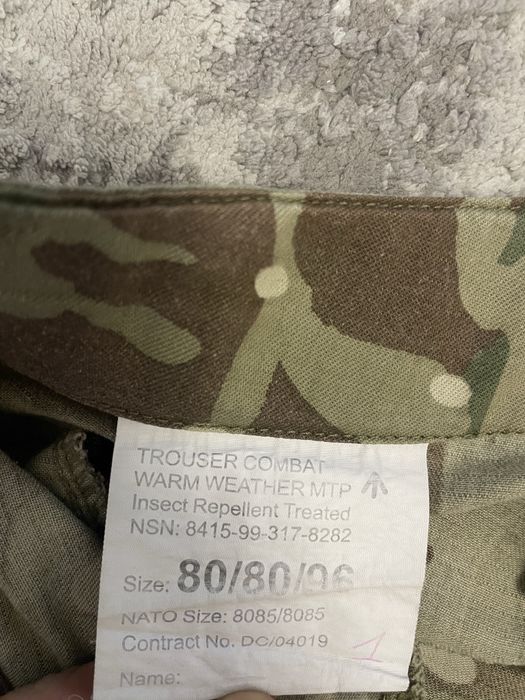 TROUSER COMBAT
WARM WEATHER MTP
Insect Repellent Treated
NSN: 8415-99-317-8282
Size: 80/80/96
NATO Size: 8085/8085
Contract No. DC/04019 1
Name: